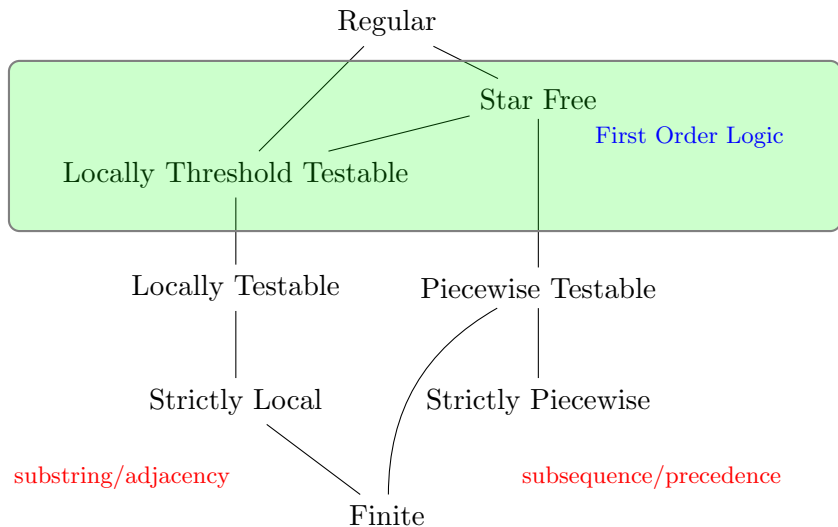 Regular
Star Free
First Order Logic
Locally Threshold Testable
Locally Testable
Piecewise Testable
Strictly Local
Strictly Piecewise
substring/adjacency
subsequence/precedence
Finite